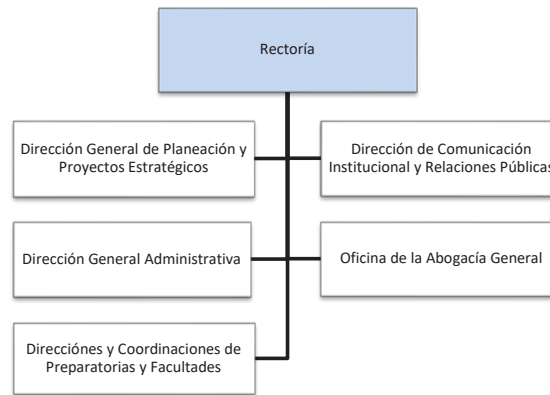 Rectoría
Dirección General de Planeación y
Proyectos Estratégicos
Dirección de Comunicación
Institucional y Relaciones Públicas
Dirección General Administrativa
Oficina de la Abogacía General
Direcciónes y Coordinaciones de
Preparatorias y Facultades